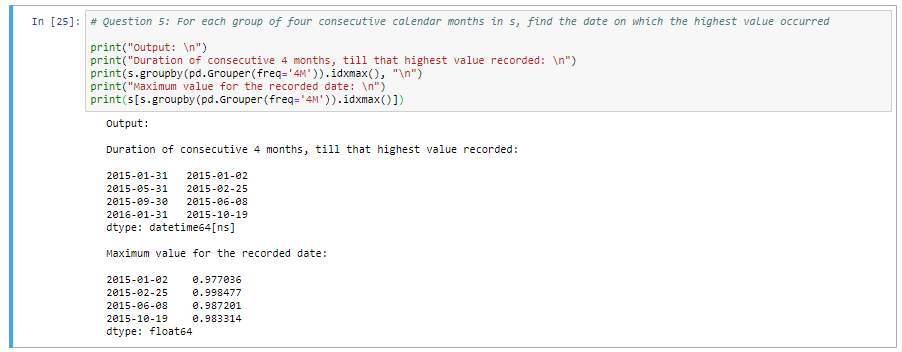 In [25]: # Question 5: For each group of four consecutive calendar months in s, find the date on which the highest value occurred
print("Output: \n")
print("Duration of consecutive 4 months, till that highest value recorded: \n")
print(s.groupby(pd.Grouper(freq='4M')).idxmax(), "\n")
print("Maximum value for the recorded date: \n")
print(s[s.groupby(pd.Grouper(freq='4M')).idxmax()])
Output:
Duration of consecutive 4 months, till that highest value recorded:
2015-01-31   2015-01-02
2015-05-31   2015-02-25
2015-09-30   2015-06-08
2016-01-31   2015-10-19
dtype: datetime64[ns]
Maximum value for the recorded date:
2015-01-02    0.977036
2015-02-25    0.998477
2015-06-08    0.987201
2015-10-19    0.983314
dtype: float64